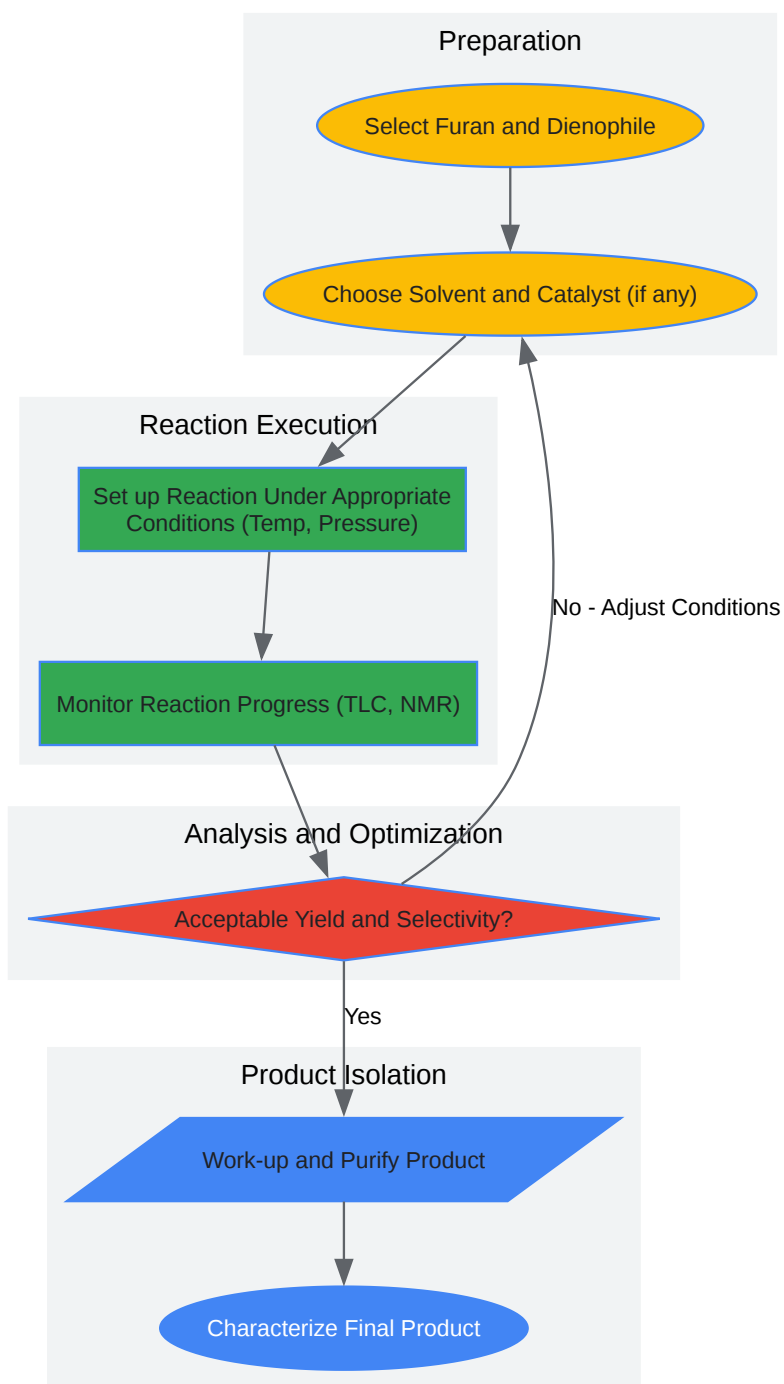 Preparation
Select Furan and Dienophile
Choose Solvent and Catalyst (if any)
Reaction Execution
Set up Reaction Under Appropriate
Conditions (Temp, Pressure)
No - Adjust Conditions
Monitor Reaction Progress (TLC, NMR)
Analysis and Optimization
Acceptable Yield and Selectivity?
Yes
Product Isolation
Work-up and Purify Product
Characterize Final Product